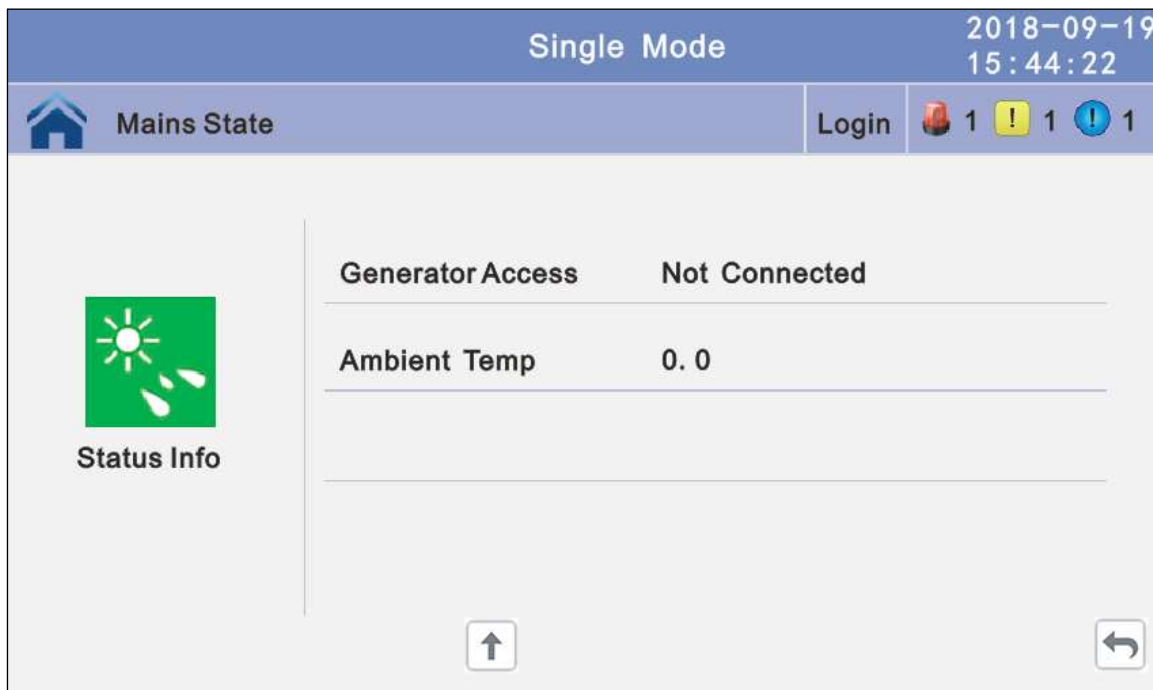 Single Mode
2018-09-19
15:44:22
Mains State
Login
1 ! 1 ! 1
Generator Access Not Connected
Ambient Temp 0.0
Status Info